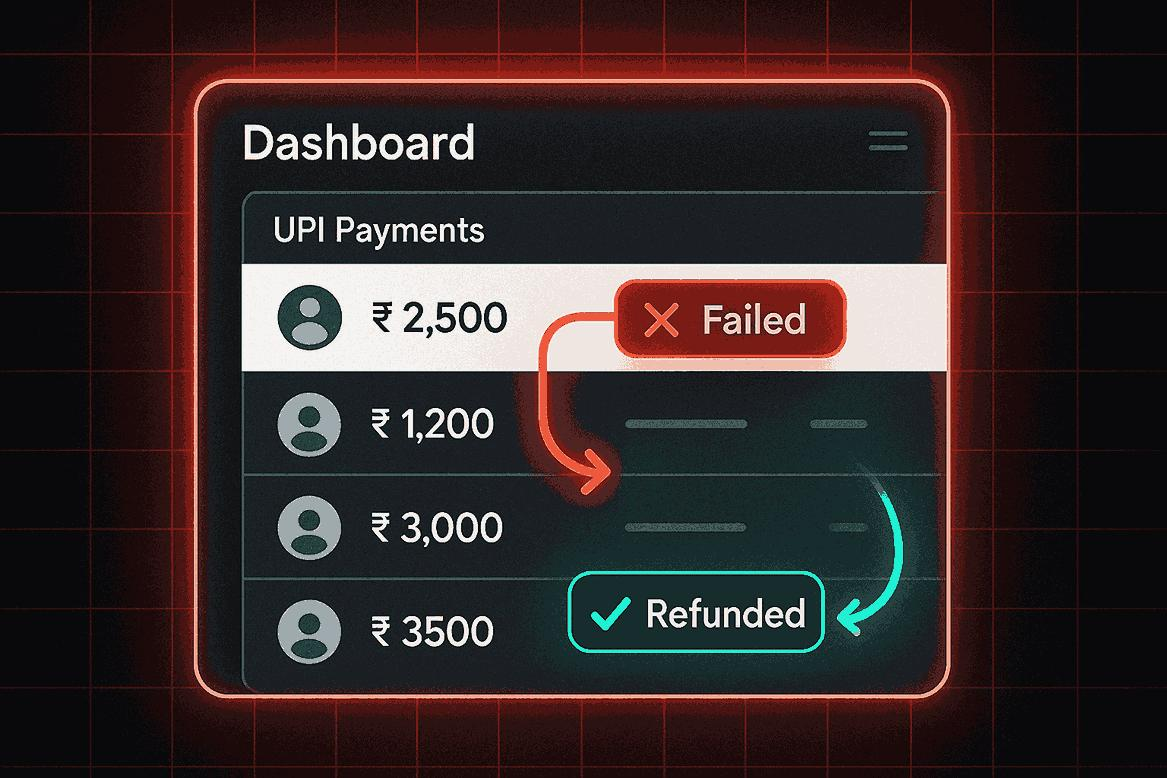 Dashboard
UPI Payments
₹ 2,500 Failed
₹ 1,200
₹ 3,000
₹ 3500 Refunded